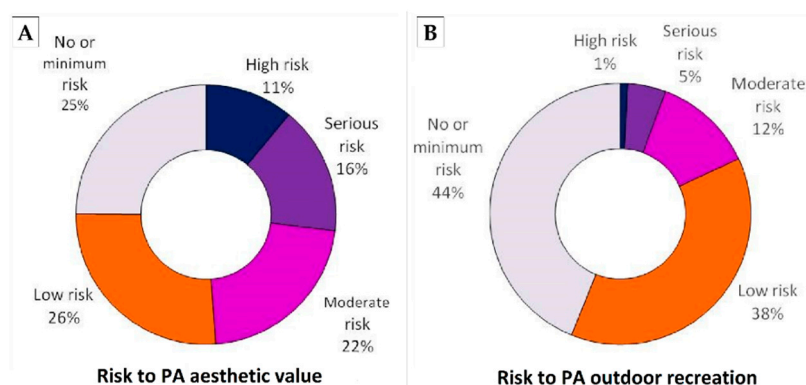 A
No or
minimum
risk
25%
High risk
11%
Serious
risk
16%
Moderate
risk
22%
Low risk
26%
Risk to PA aesthetic value
B
High risk
1%
Serious
risk
5%
Moderate
risk
12%
No or
minimum
risk
44%
Low risk
38%
Risk to PA outdoor recreation